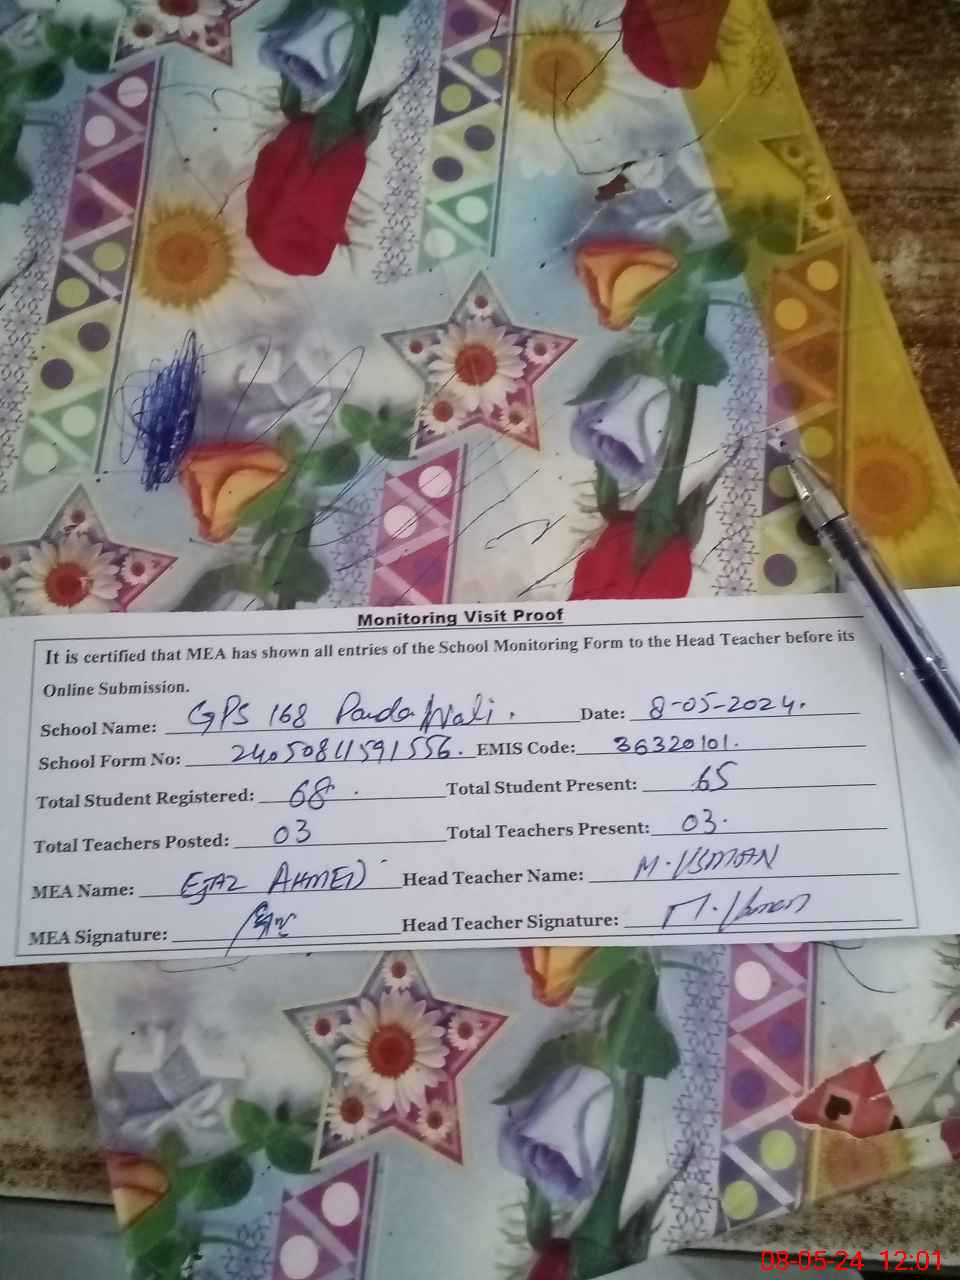 Monitoring Visit Proof
It is certified that MEA has shown all entries of the School Monitoring Form to the Head Teacher before its
Online Submission.
School Name: GPS 168 Panda Wali. Date: 8-05-2024.
School Form No: 24050811591556. EMIS Code: 36320101.
Total Student Registered: 68. Total Student Present: 65
Total Teachers Posted: 03 Total Teachers Present: 03.
MEA Name: EJAZ AHMED Head Teacher Name: M. USMAN
MEA Signature: Head Teacher Signature: M. Usman
08-05-24 12:01